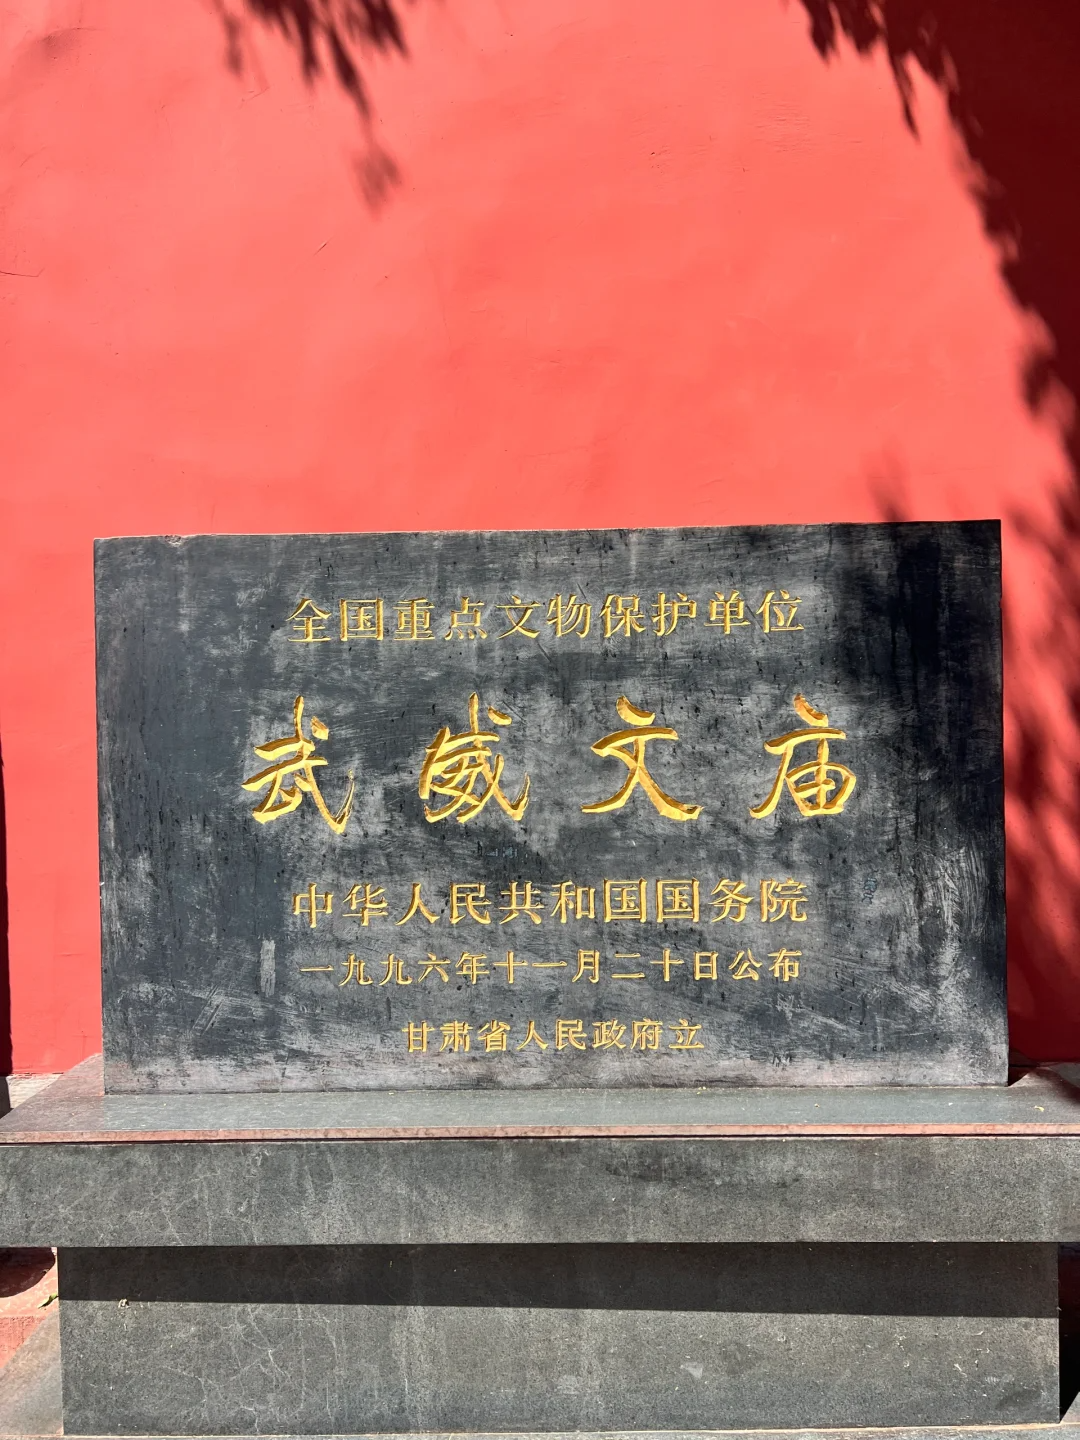 全国重点文物保护单位
武威文庙
中华人民共和国国务院
一九九六年十一月二十日公布
甘肃省人民政府立